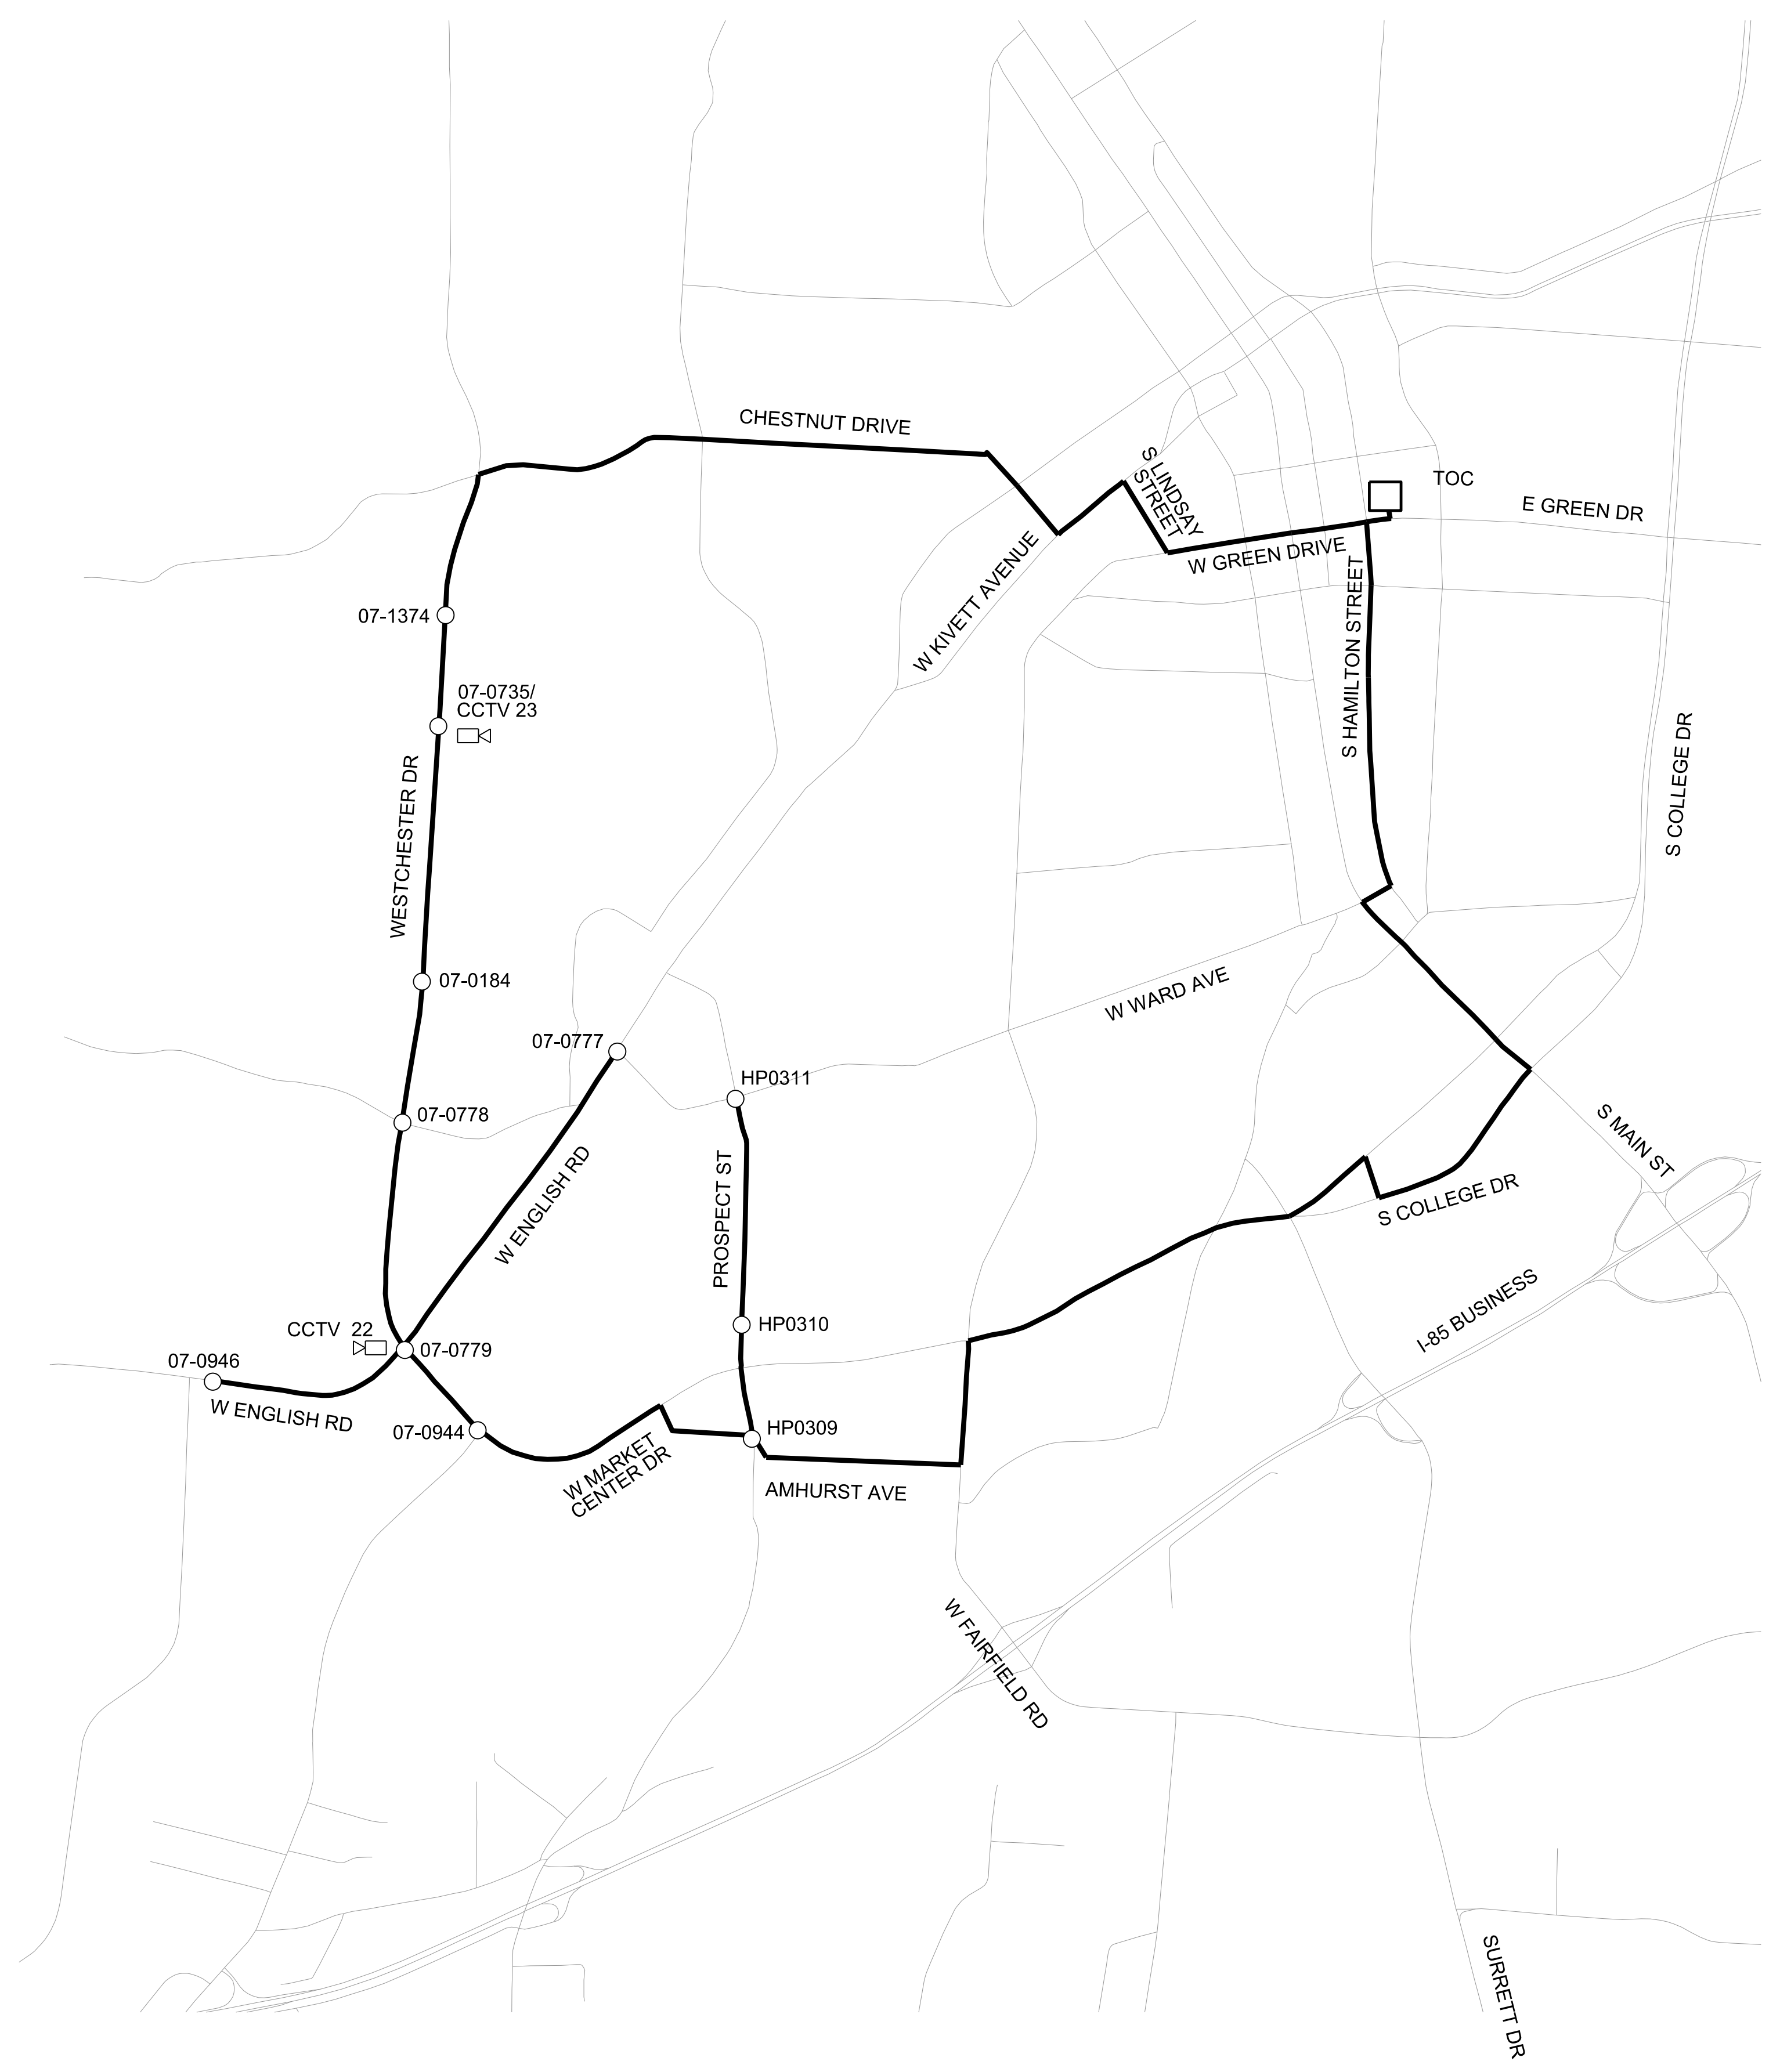 CHESTNUT DRIVE
S LINDSAY
STREET
TOC
E GREEN DR
W GREEN DRIVE
W KIVETT AVENUE
S HAMILTON STREET
07-1374
07-0735/
CCTV 23
WESTCHESTER DR
S COLLEGE DR
07-0184
W WARD AVE
07-0777
HP0311
07-0778
S MAIN ST
W ENGLISH RD
PROSPECT ST
S COLLEGE DR
I-85 BUSINESS
CCTV 22
HP0310
07-0779
07-0946
W ENGLISH RD
07-0944
HP0309
W MARKET
CENTER DR
AMHURST AVE
W FAIRFIELD RD
SURRETT DR